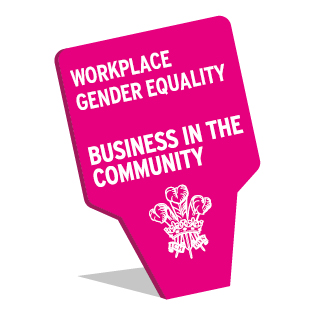 WORKPLACE
GENDER EQUALITY
BUSINESS IN THE
COMMUNITY